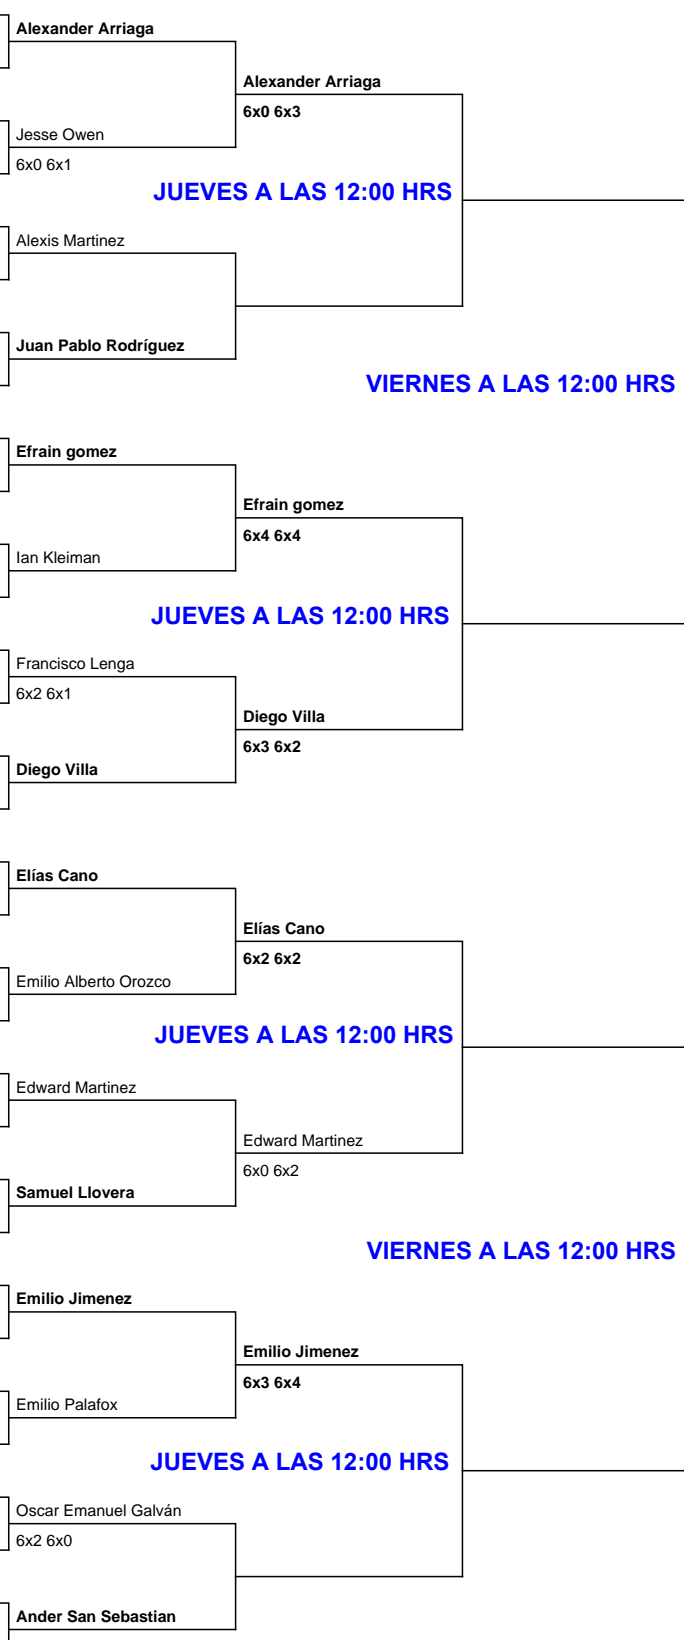 Alexander Arriaga
Alexander Arriaga
6x0 6x3
Jesse Owen
6x0 6x1
JUEVES A LAS 12:00 HRS
Alexis Martinez
Juan Pablo Rodríguez
VIERNES A LAS 12:00 HRS
Efrain gomez
Efrain gomez
6x4 6x4
Ian Kleiman
JUEVES A LAS 12:00 HRS
Francisco Lenga
6x2 6x1
Diego Villa
6x3 6x2
Diego Villa
Elías Cano
Elías Cano
6x2 6x2
Emilio Alberto Orozco
JUEVES A LAS 12:00 HRS
Edward Martinez
Edward Martinez
6x0 6x2
Samuel Llovera
VIERNES A LAS 12:00 HRS
Emilio Jimenez
Emilio Jimenez
6x3 6x4
Emilio Palafox
JUEVES A LAS 12:00 HRS
Oscar Emanuel Galván
6x2 6x0
Ander San Sebastian